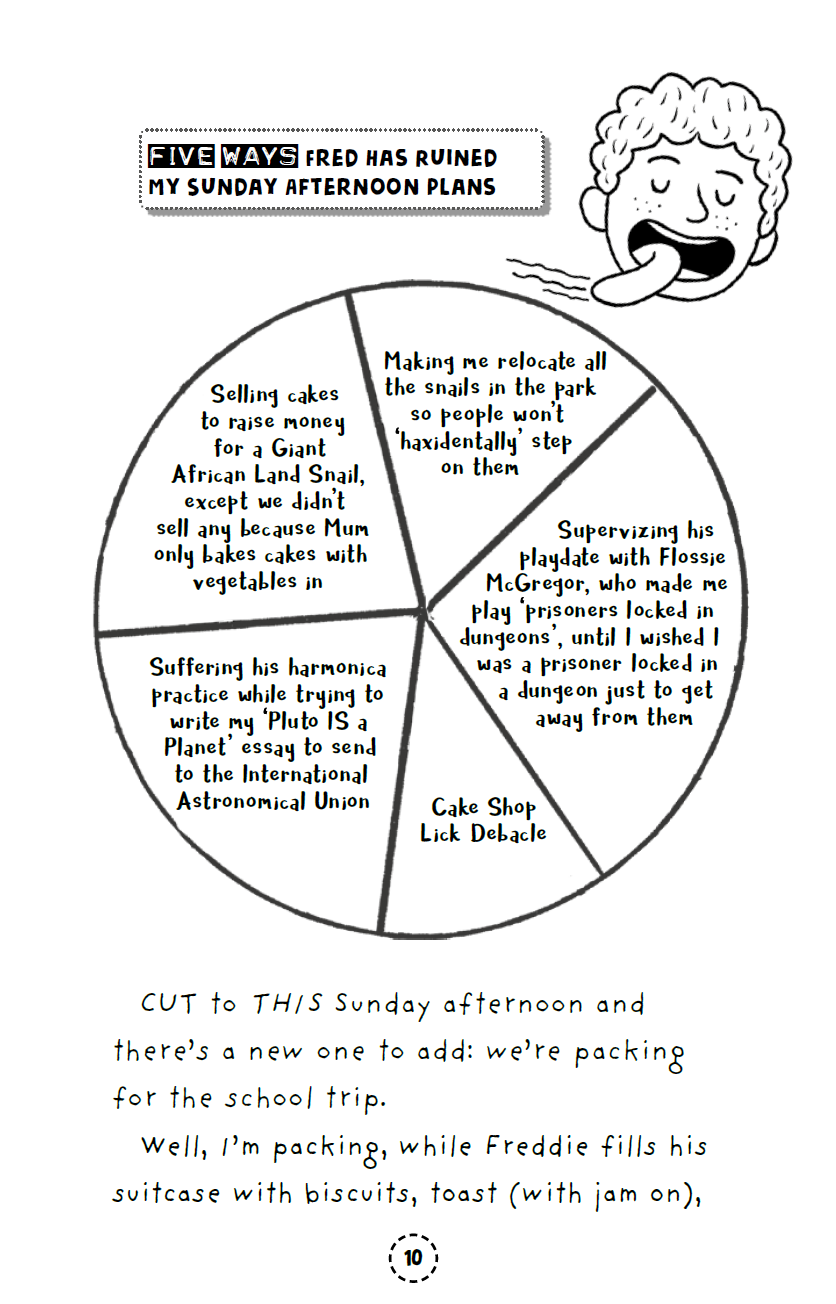 FIVE WAYS FRED HAS RUINED
MY SUNDAY AFTERNOON PLANS
Making me relocate all
the snails in the park
so people won't
'haxidentally' step
on them
Supervizing his
playdate with Flossie
McGregor, who made me
play 'prisoners locked in
dungeons', until I wished I
was a prisoner locked in
a dungeon just to get
away from them
Cake Shop
Lick Debacle
Suffering his harmonica
practice while trying to
write my 'Pluto IS a
Planet' essay to send
to the International
Astronomical Union
Selling cakes
to raise money
for a Giant
African Land Snail,
except we didn't
sell any because Mum
only bakes cakes with
vegetables in
CUT to THIS Sunday afternoon and
there's a new one to add: we're packing
for the school trip.
Well, I'm packing, while Freddie fills his
suitcase with biscuits, toast (with jam on),
10